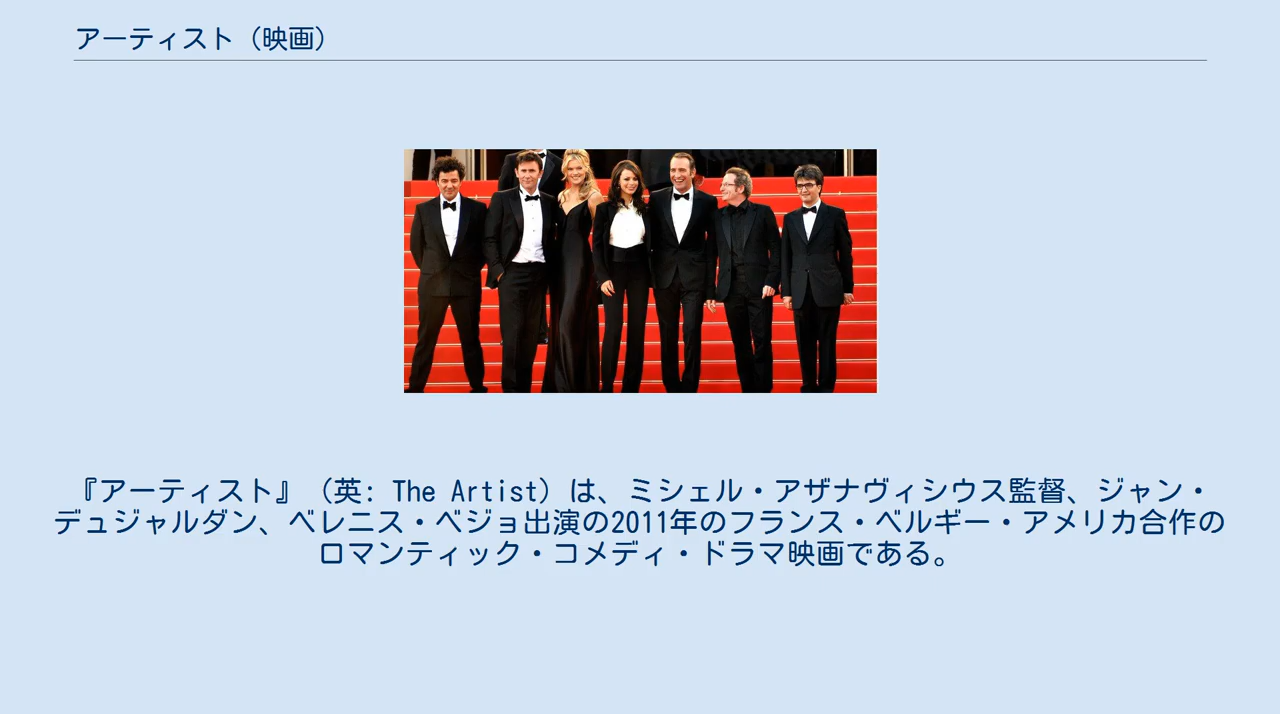 アーティスト（映画）
『アーティスト』（英: The Artist）は、ミシェル・アザナヴィシウス監督、ジャン・
デュジャルダン、ベレニス・ベジョ出演の2011年のフランス・ベルギー・アメリカ合作の
ロマンティック・コメディ・ドラマ映画である。